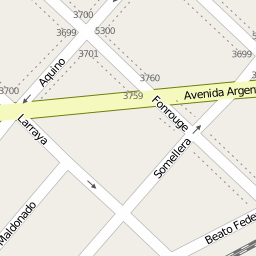 3700
5300
3699
3701
3699
Aquino
3760
3700
3759
Avenida Argen
Fonrouge
Larraya
Somellera
Maldonado
Beato Fede